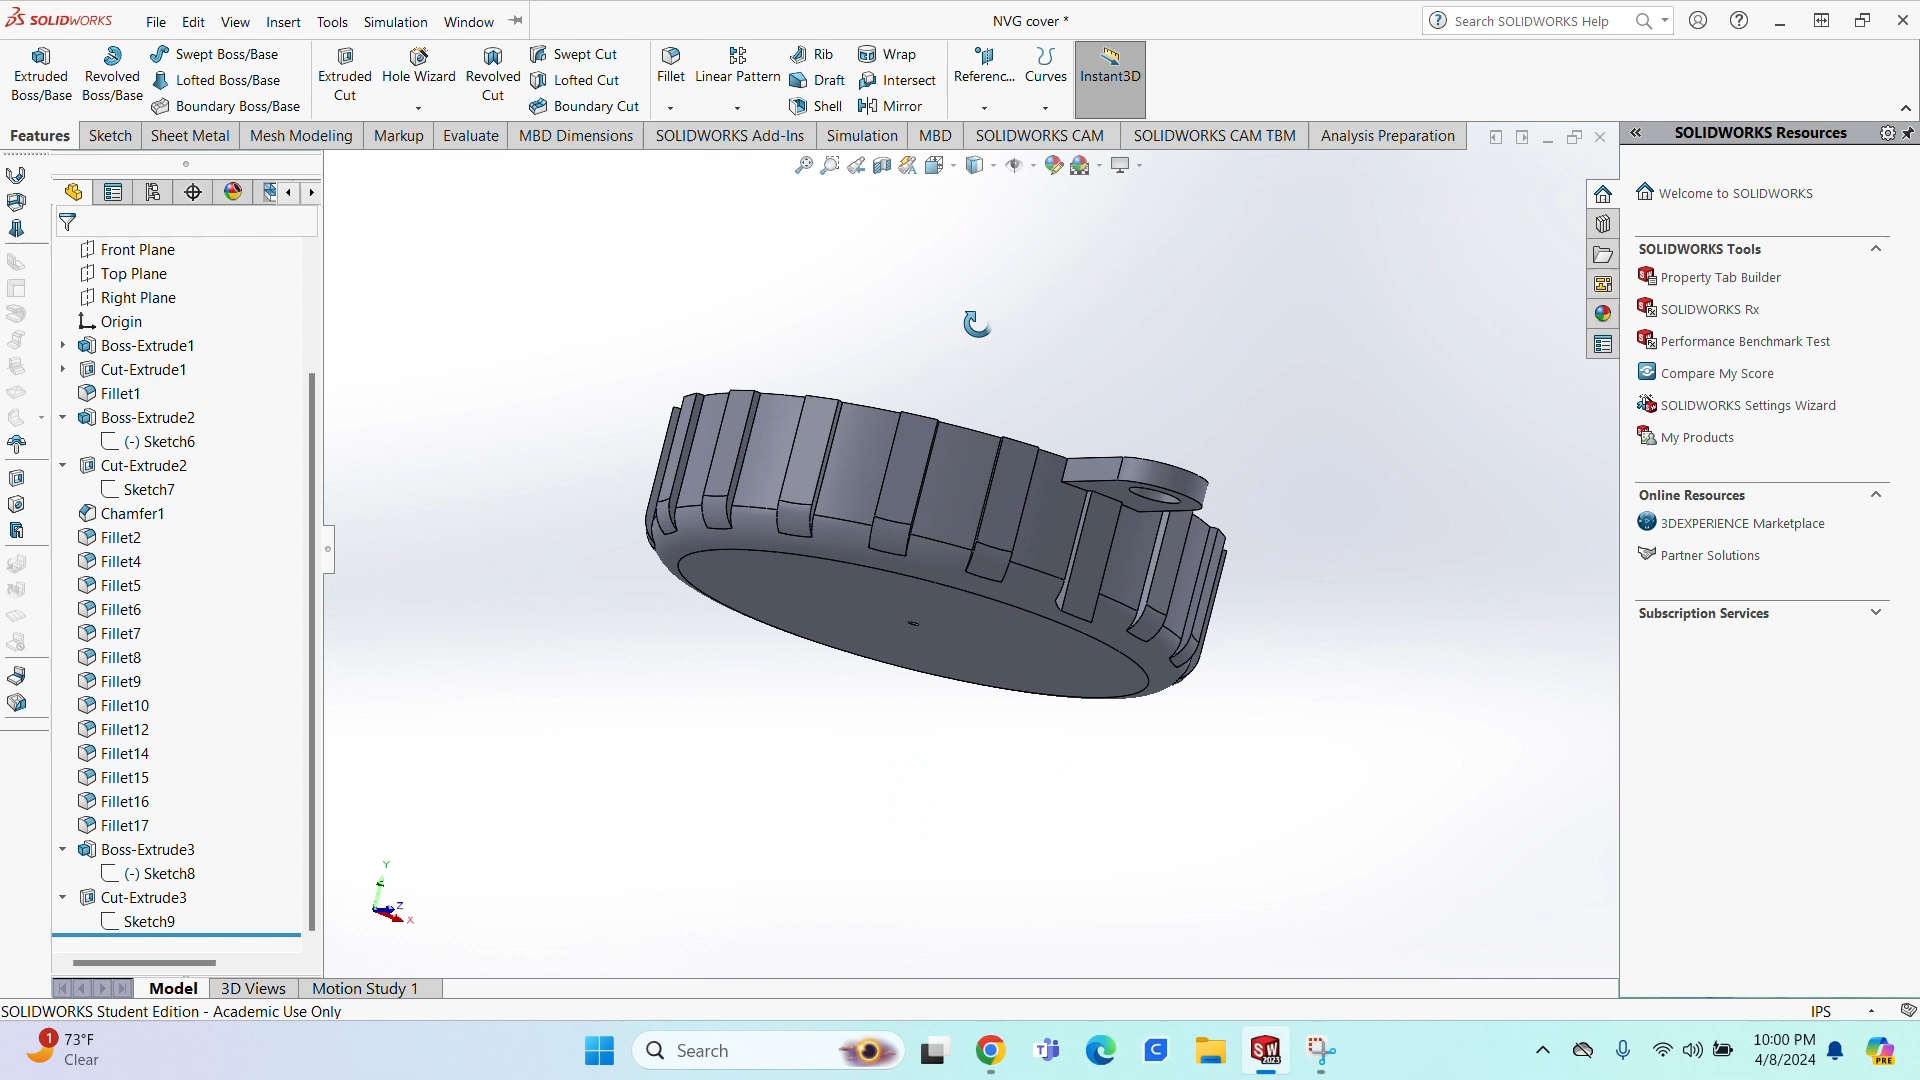 SOLIDWORKS File Edit View Insert Tools Simulation Window NVG cover * Search SOLIDWORKS Help
Extruded Boss/Base
Revolved Boss/Base
Swept Boss/Base
Lofted Boss/Base
Boundary Boss/Base
Extruded Cut
Hole Wizard
Revolved Cut
Swept Cut
Lofted Cut
Boundary Cut
Fillet
Linear Pattern
Rib
Draft
Shell
Wrap
Intersect
Mirror
Referenc...
Curves
Instant3D
Features Sketch Sheet Metal Mesh Modeling Markup Evaluate MBD Dimensions SOLIDWORKS Add-Ins Simulation MBD SOLIDWORKS CAM SOLIDWORKS CAM TBM Analysis Preparation
Front Plane
Top Plane
Right Plane
Origin
Boss-Extrude1
Cut-Extrude1
Fillet1
Boss-Extrude2
(-) Sketch6
Cut-Extrude2
Sketch7
Chamfer1
Fillet2
Fillet4
Fillet5
Fillet6
Fillet7
Fillet8
Fillet9
Fillet10
Fillet12
Fillet14
Fillet15
Fillet16
Fillet17
Boss-Extrude3
(-) Sketch8
Cut-Extrude3
Sketch9
Y
Z
X
SOLIDWORKS Resources
Welcome to SOLIDWORKS
SOLIDWORKS Tools
Property Tab Builder
SOLIDWORKS Rx
Performance Benchmark Test
Compare My Score
SOLIDWORKS Settings Wizard
My Products
Online Resources
3DEXPERIENCE Marketplace
Partner Solutions
Subscription Services
Model 3D Views Motion Study 1
SOLIDWORKS Student Edition - Academic Use Only IPS
1
73°F
Clear
Search
SW
2023
10:00 PM
4/8/2024
PRE